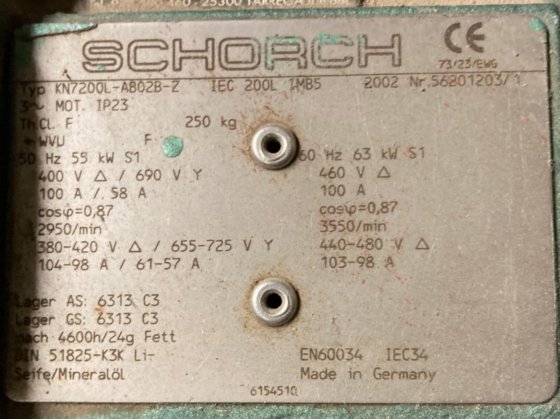 SCHORCH
CE
73/23/EWG
Typ KN7200L-AB02B-Z IEC 200L IMB5 2002 Nr.56201203/1
3~ MOT. IP23
Th.Cl. F 250 kg
WVU F
50 Hz 55 kW S1 60 Hz 63 kW S1
400 V △ / 690 V Y 460 V △
100 A / 58 A 100 A
cosφ=0,87 cosφ=0,87
2950/min 3550/min
380-420 V △ / 655-725 V Y 440-480 V △
104-98 A / 61-57 A 103-98 A
Lager AS: 6313 C3
Lager GS: 6313 C3
nach 4600h/24g Fett
DIN 51825-K3K Li- EN60034 IEC34
Seife/Mineralöl Made in Germany
6154510